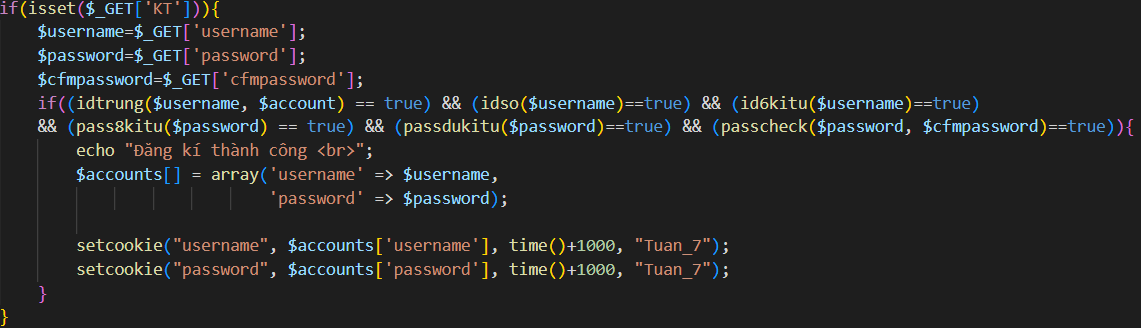 if(isset($_GET['KT'])){
$username=$_GET['username'];
$password=$_GET['password'];
$cfmpassword=$_GET['cfmpassword'];
if((idtrung($username, $account) == true) && (idso($username)==true) && (id6kitu($username)==true)
&& (pass8kitu($password) == true) && (passdukitu($password)==true) && (passcheck($password, $cfmpassword)==true)){
echo "Đăng kí thành công <br>";
$accounts[] = array('username' => $username,
'password' => $password);
setcookie("username", $accounts['username'], time()+1000, "Tuan_7");
setcookie("password", $accounts['password'], time()+1000, "Tuan_7");
}
}